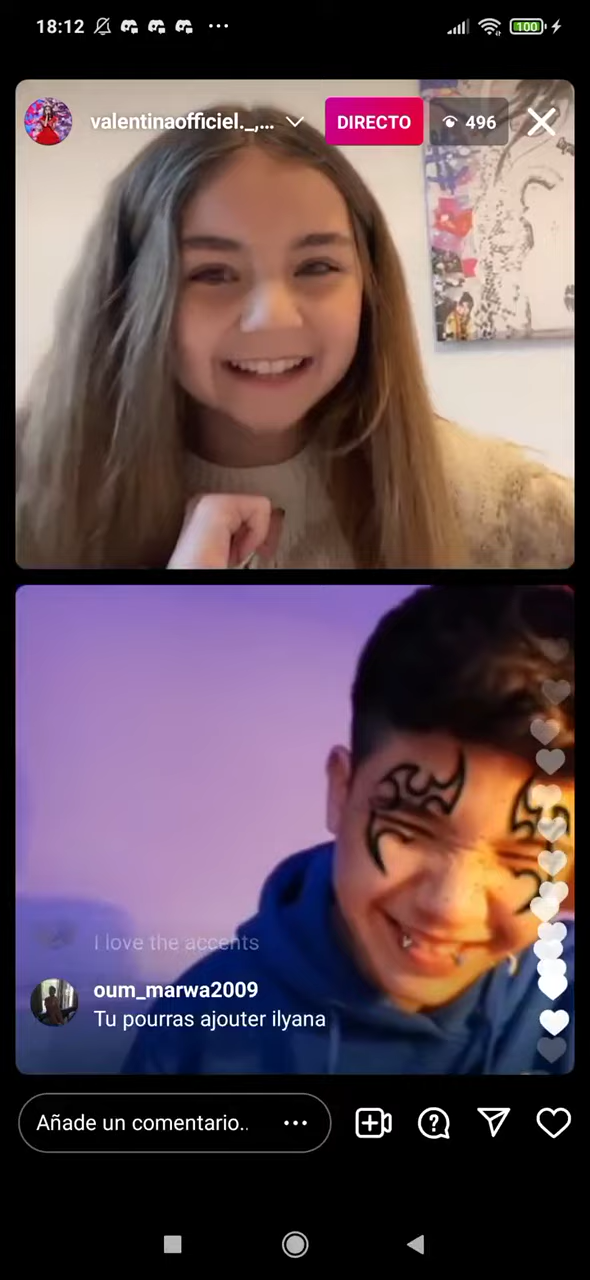 18:12
100
valentinaofficiel._,...
DIRECTO
496
I love the accents
oum_marwa2009
Tu pourras ajouter ilyana
Añade un comentario..